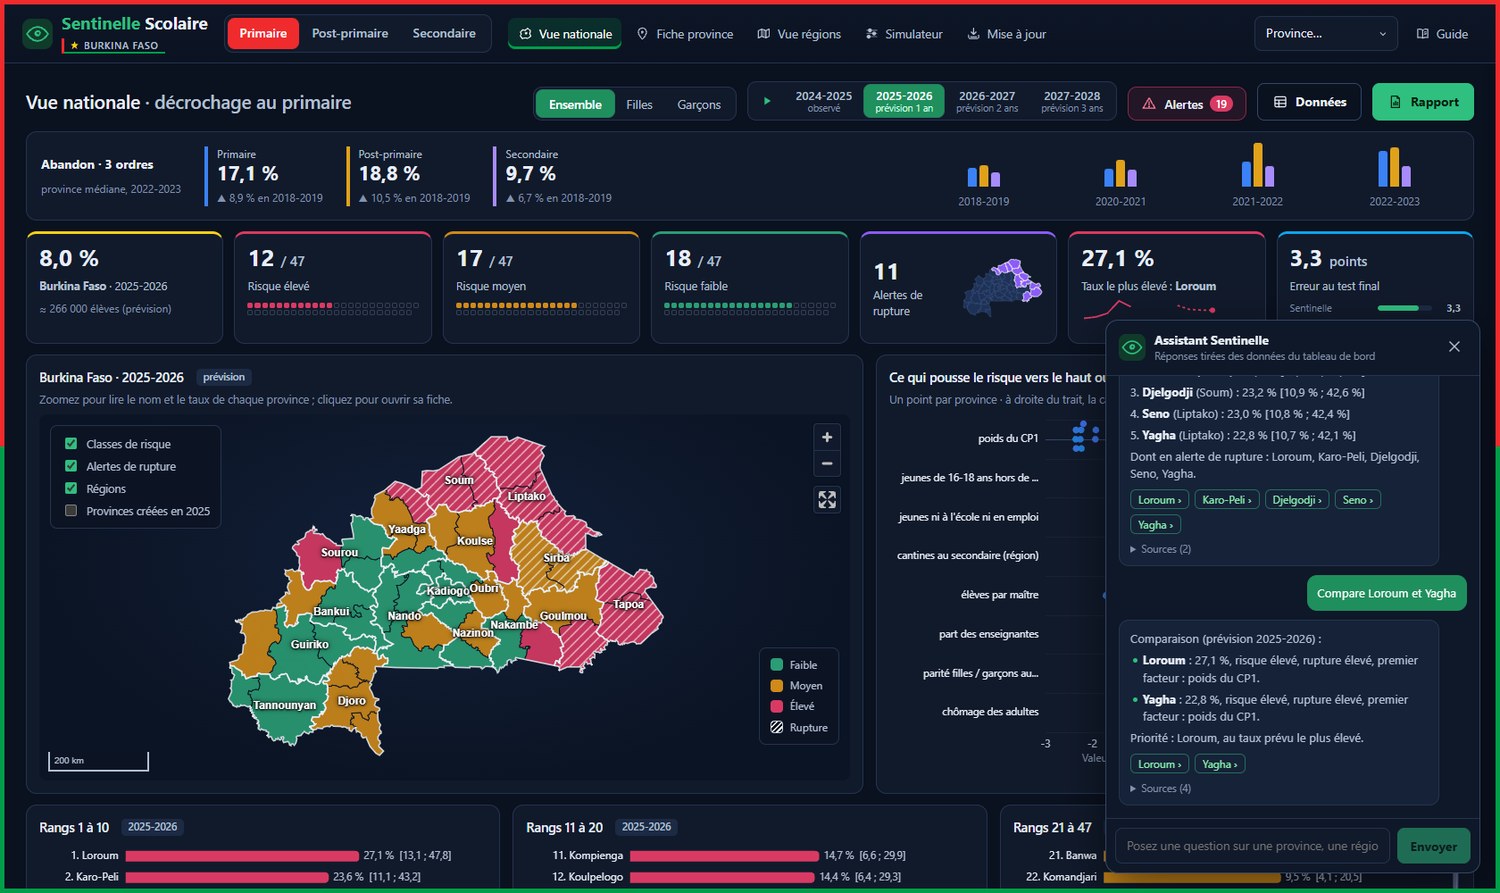 Sentinelle Scolaire
★ BURKINA FASO
Primaire
Post-primaire
Secondaire
Vue nationale
Fiche province
Vue régions
Simulateur
Mise à jour
Province...
Guide
Vue nationale · décrochage au primaire
Ensemble
Filles
Garçons
2024-2025
observé
2025-2026
prévision 1 an
2026-2027
prévision 2 ans
2027-2028
prévision 3 ans
Alertes 19
Données
Rapport
Abandon · 3 ordres
province médiane, 2022-2023
Primaire
17,1 %
▲ 8,9 % en 2018-2019
Post-primaire
18,8 %
▲ 10,5 % en 2018-2019
Secondaire
9,7 %
▲ 6,7 % en 2018-2019
2018-2019
2020-2021
2021-2022
2022-2023
8,0 %
Burkina Faso · 2025-2026
≈ 266 000 élèves (prévision)
12 / 47
Risque élevé
17 / 47
Risque moyen
18 / 47
Risque faible
11
Alertes de
rupture
27,1 %
Taux le plus élevé : Loroum
3,3 points
Erreur au test final
Sentinelle
3,3
Burkina Faso · 2025-2026
prévision
Zoomez pour lire le nom et le taux de chaque province ; cliquez pour ouvrir sa fiche.
Classes de risque
Alertes de rupture
Régions
Provinces créées en 2025
+
−
Soum
Liptako
Yaadga
Koulse
Sourou
Sirba
Kadiogo
Oubri
Tapoa
Bankui
Nando
Goulmou
Nakambé
Nazinon
Guiriko
Tannounyan
Djoro
200 km
Faible
Moyen
Élevé
Rupture
Ce qui pousse le risque vers le haut ou
Un point par province · à droite du trait, la
poids du CP1
jeunes de 16-18 ans hors de ...
jeunes ni à l'école ni en emploi
cantines au secondaire (région)
élèves par maître
part des enseignantes
parité filles / garçons au...
chômage des adultes
-3
-2
Valeu
Assistant Sentinelle
Réponses tirées des données du tableau de bord
3. Djelgodji (Soum) : 23,2 % [10,9 % ; 42,6 %]
4. Seno (Liptako) : 23,0 % [10,8 % ; 42,4 %]
5. Yagha (Liptako) : 22,8 % [10,7 % ; 42,1 %]
Dont en alerte de rupture : Loroum, Karo-Peli, Djelgodji,
Seno, Yagha.
Loroum ›
Karo-Peli ›
Djelgodji ›
Seno ›
Yagha ›
▶ Sources (2)
Compare Loroum et Yagha
Comparaison (prévision 2025-2026) :
• Loroum : 27,1 %, risque élevé, rupture élevé, premier
facteur : poids du CP1.
• Yagha : 22,8 %, risque élevé, rupture élevé, premier
facteur : poids du CP1.
Priorité : Loroum, au taux prévu le plus élevé.
Loroum ›
Yagha ›
▶ Sources (4)
Posez une question sur une province, une régio
Envoyer
Rangs 1 à 10
2025-2026
1. Loroum
27,1 % [13,1 ; 47,8]
2. Karo-Peli
23,6 % [11,1 ; 43,2]
Rangs 11 à 20
2025-2026
11. Kompienga
14,7 % [6,6 ; 29,9]
12. Koulpelogo
14,4 % [6,4 ; 29,3]
Rangs 21 à 47
21. Banwa
22. Komandjari
9,5 % [4,1 ; 20,5]